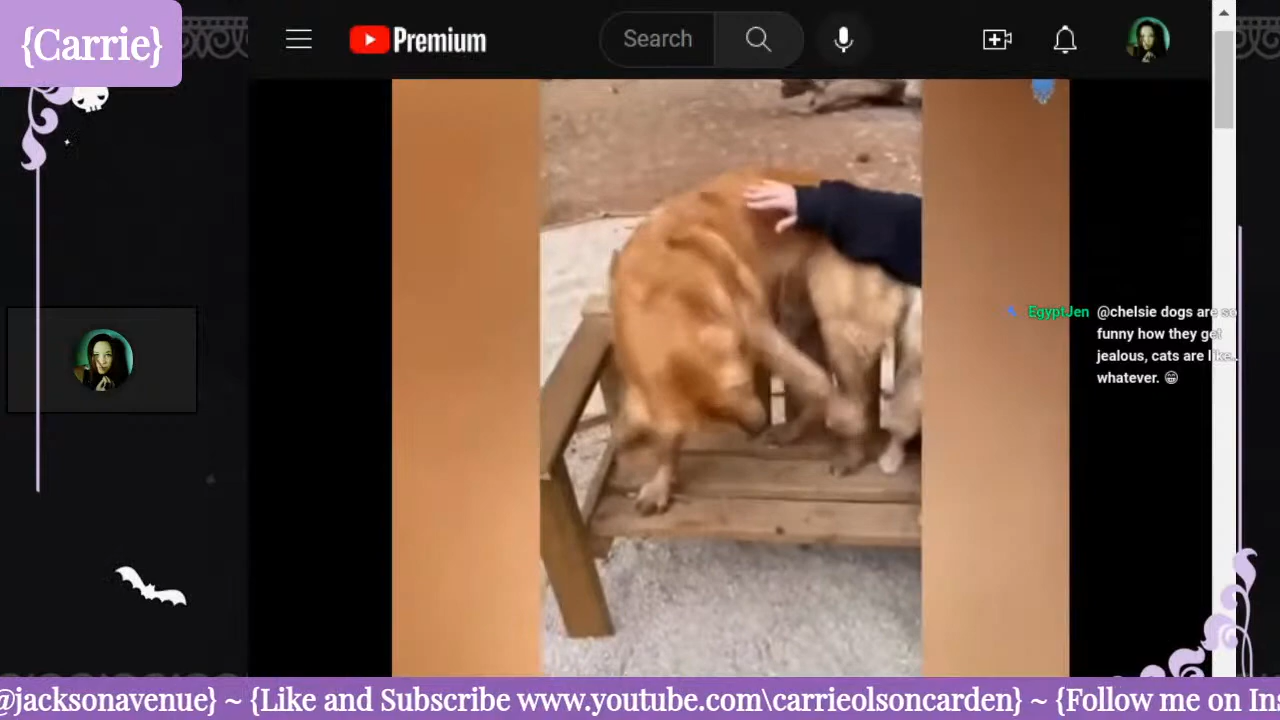 {Carrie}
Premium
Search
EgyptJen @chelsie dogs are so
funny how they get
jealous, cats are like..
whatever. 😁
@jacksonavenue} ~ {Like and Subscribe www.youtube.com\carrieolsoncarden} ~ {Follow me on Ins